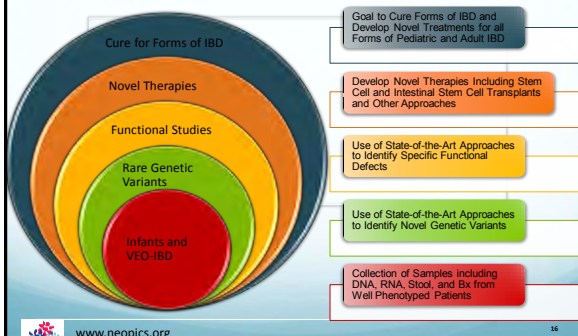 Cure for Forms of IBD
Novel Therapies
Functional Studies
Rare Genetic
Variants
Infants and
VEO-IBD
Goal to Cure Forms of IBD and
Develop Novel Treatments for all
Forms of Pediatric and Adult IBD
Develop Novel Therapies Including Stem
Cell and Intestinal Stem Cell Transplants
and Other Approaches
Use of State-of-the-Art Approaches
to Identify Specific Functional
Defects
Use of State-of-the-Art Approaches
to Identify Novel Genetic Variants
Collection of Samples including
DNA, RNA, Stool, and Bx from
Well Phenotyped Patients
www.neopics.org
16